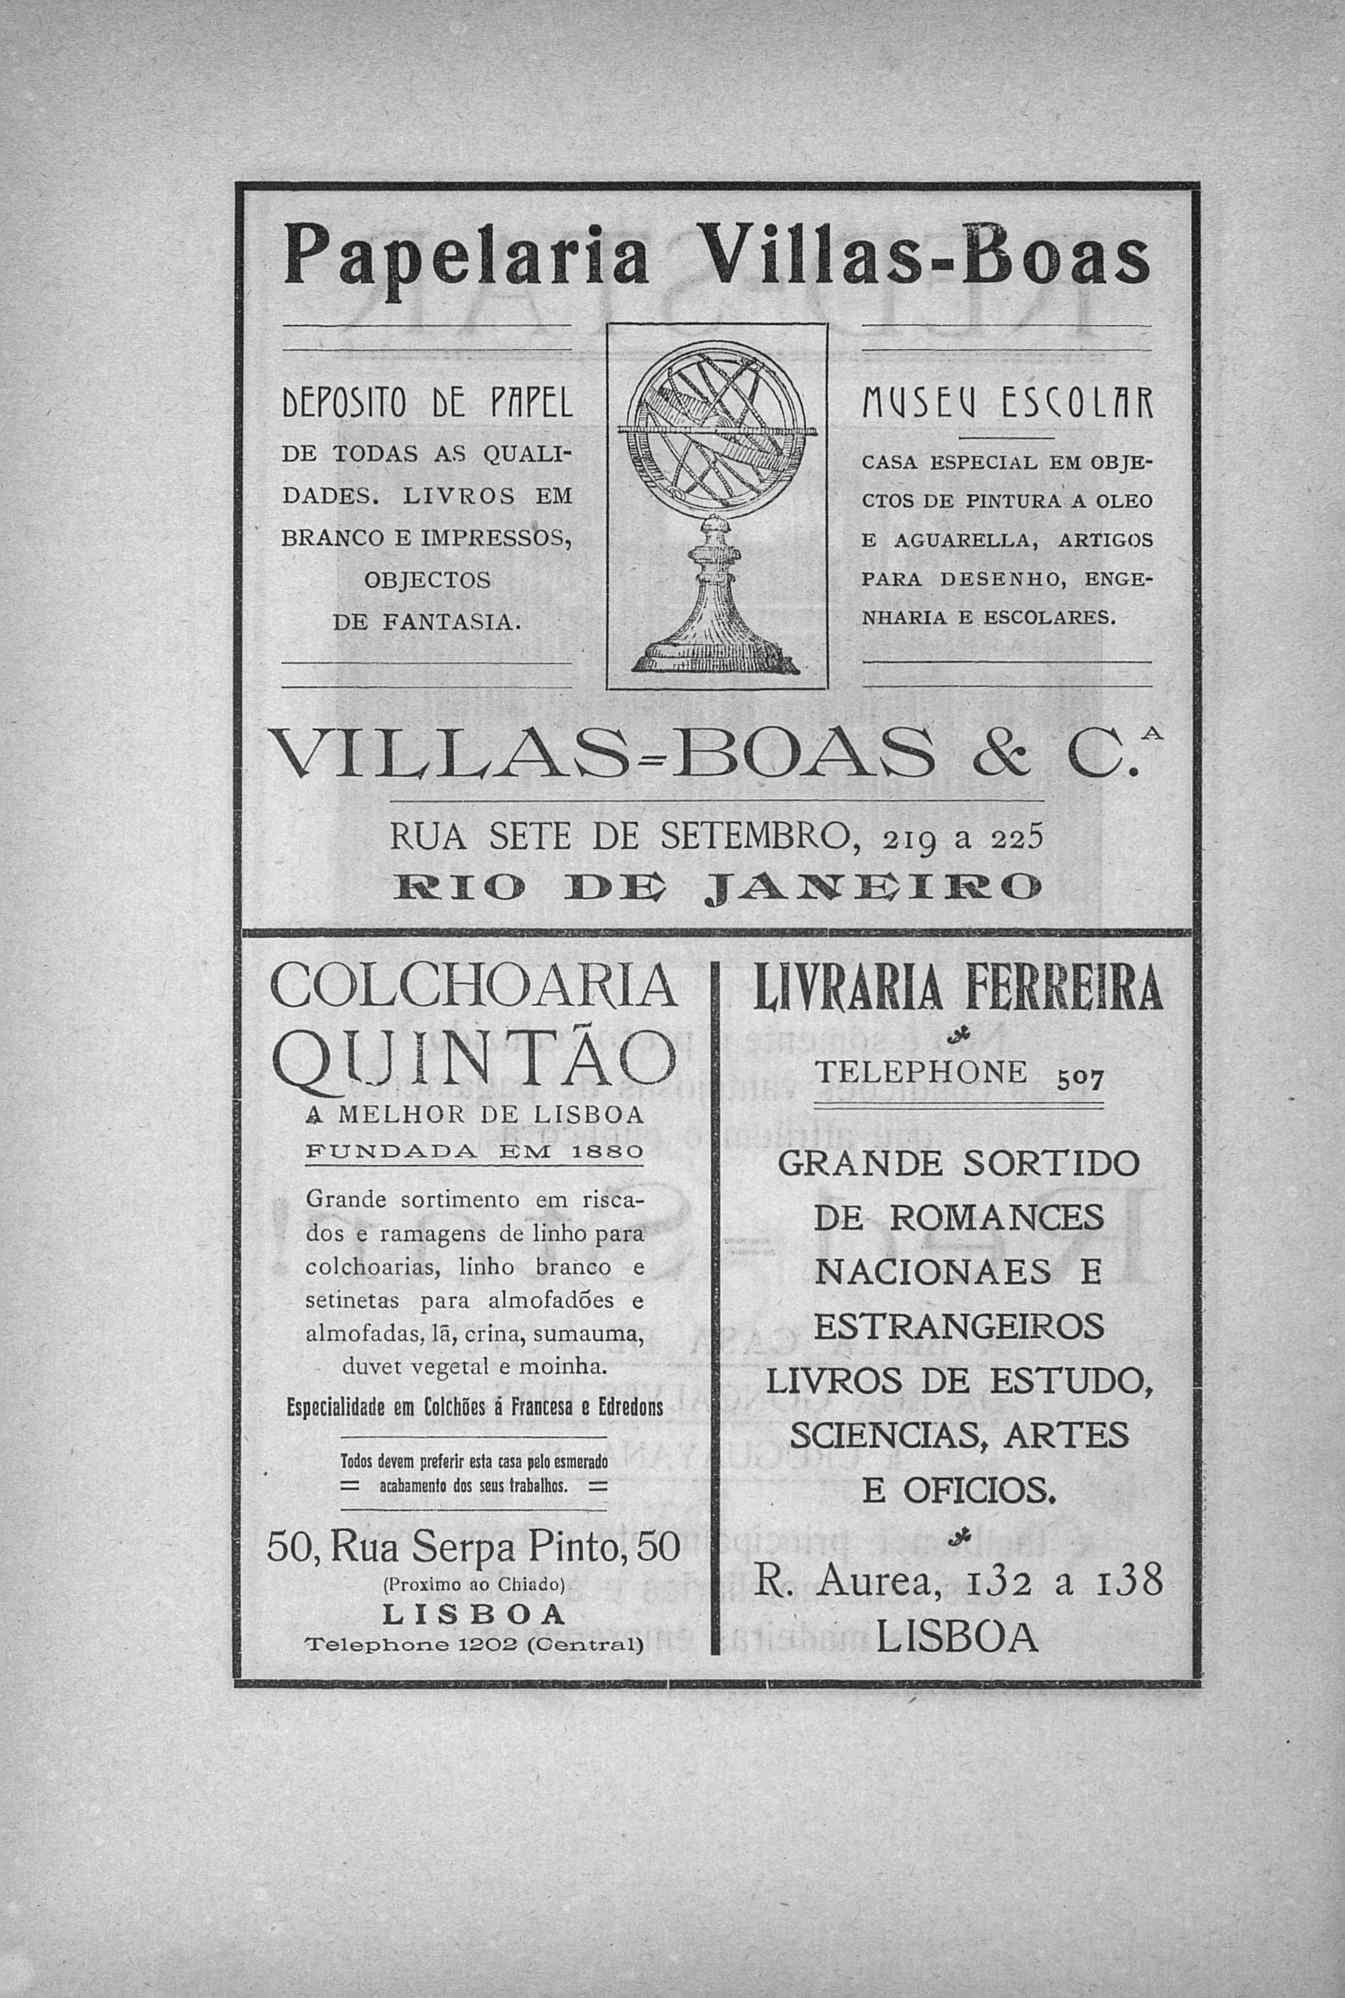 Papelaria Villas-Boas
DEPOSITO DE PAPEL
DE TODAS AS QUALI-
DADES. LIVROS EM
BRANCO E IMPRESSOS,
OBJECTOS
DE FANTASIA.
MUSEU ESCOLAR
CASA ESPECIAL EM OBJE-
CTOS DE PINTURA A OLEO
E AGUARELLA, ARTIGOS
PARA DESENHO, ENGE-
NHARIA E ESCOLARES.
VILLAS=BOAS & C.ᴬ
RUA SETE DE SETEMBRO, 219 a 225
RIO DE JANEIRO
COLCHOARIA
QUINTÃO
A MELHOR DE LISBOA
FUNDADA EM 1880
Grande sortimento em risca-
dos e ramagens de linho para
colchoarias, linho branco e
setinetas para almofadões e
almofadas, lã, crina, sumauma,
duvet vegetal e moinha.
Especialidade em Colchões á Francesa e Edredons
Todos devem preferir esta casa pelo esmerado
= acabamento dos seus trabalhos. =
50, Rua Serpa Pinto, 50
(Proximo ao Chiado)
LISBOA
Telephone 1202 (Central)
LIVRARIA FERREIRA
TELEPHONE 507
GRANDE SORTIDO
DE ROMANCES
NACIONAES E
ESTRANGEIROS
LIVROS DE ESTUDO,
SCIENCIAS, ARTES
E OFICIOS.
R. Aurea, 132 a 138
LISBOA